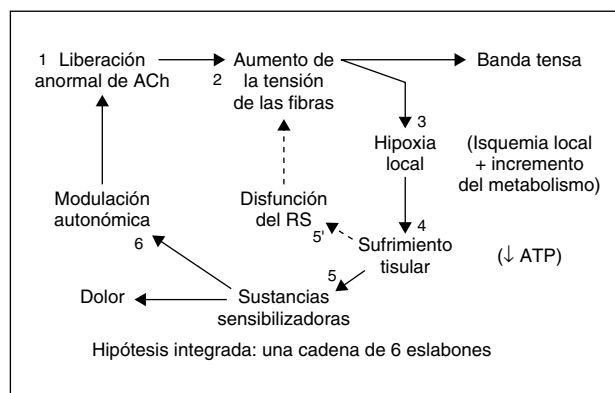 1 Liberación
anormal de ACh
2
Aumento de
la tensión
de las fibras
Banda tensa
3
Hipoxia
local
(Isquemia local
+ incremento
del metabolismo)
Modulación
autonómica
6
Disfunción
del RS
5'
4
Sufrimiento
tisular
(↓ ATP)
5
Dolor
Sustancias
sensibilizadoras
Hipótesis integrada: una cadena de 6 eslabones